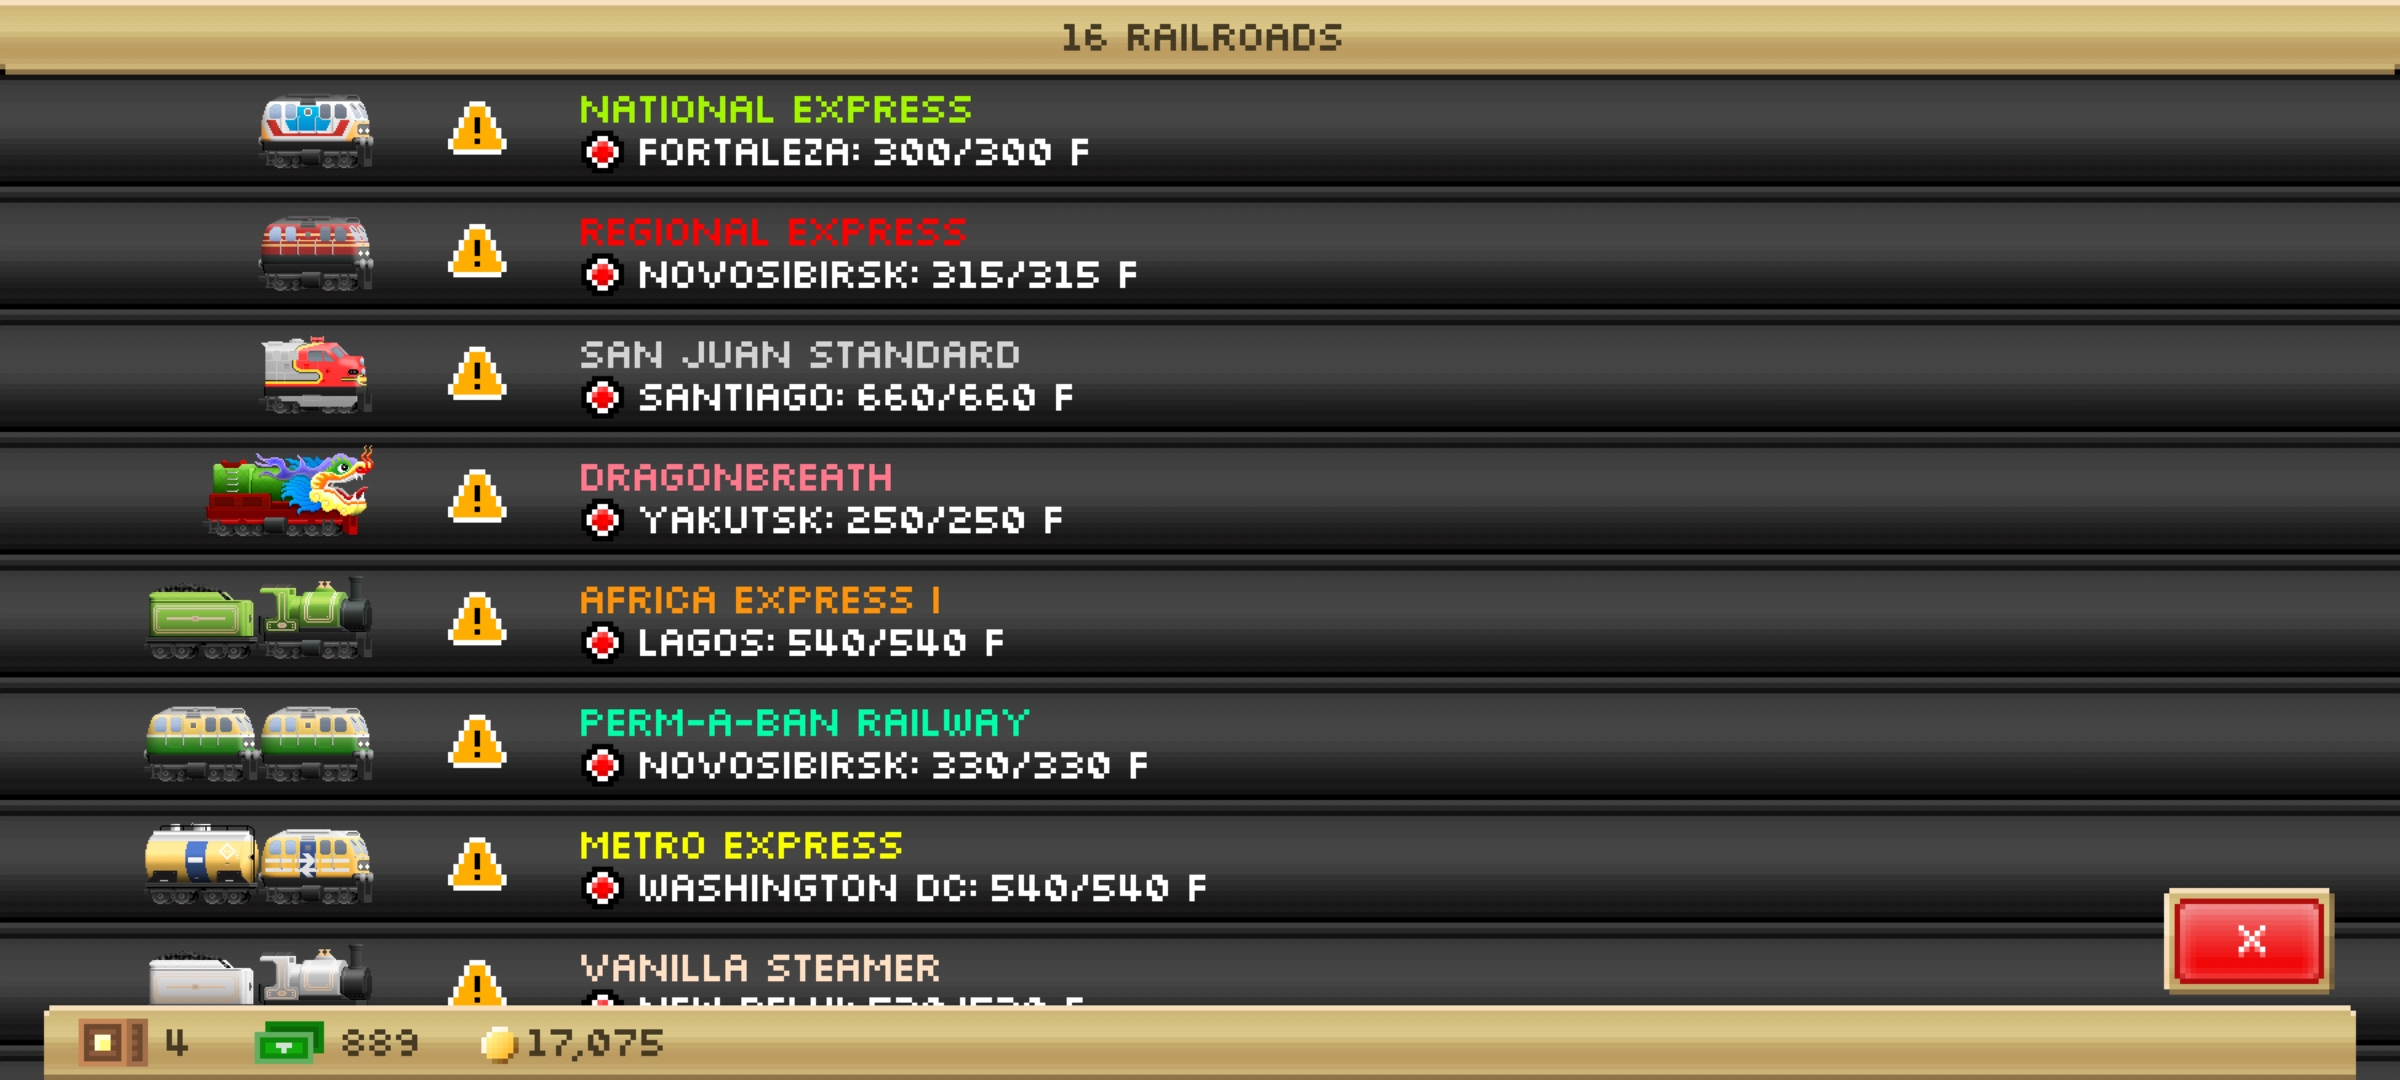 16 RAILROADS
NATIONAL EXPRESS
FORTALEZA: 300/300 F
REGIONAL EXPRESS
NOVOSIBIRSK: 315/315 F
SAN JUAN STANDARD
SANTIAGO: 660/660 F
DRAGONBREATH
YAKUTSK: 250/250 F
AFRICA EXPRESS I
LAGOS: 540/540 F
PERM-A-BAN RAILWAY
NOVOSIBIRSK: 330/330 F
METRO EXPRESS
WASHINGTON DC: 540/540 F
VANILLA STEAMER
NEW DELHI: F
4 889 17,075
X